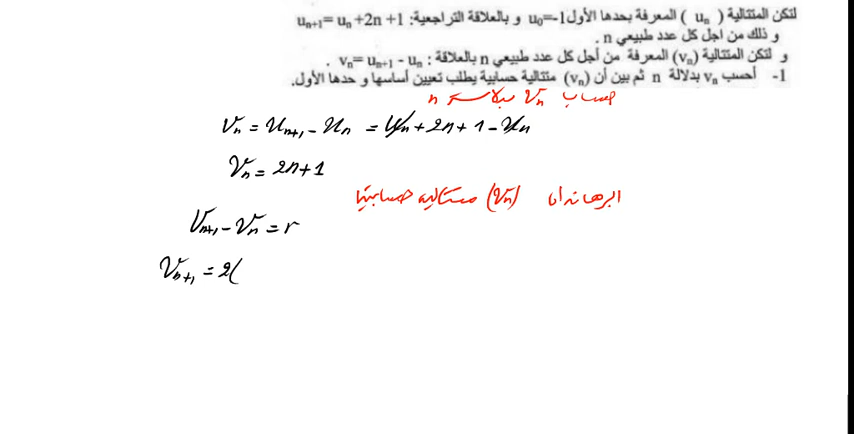 لتكن المتتالية ( uₙ ) المعرفة بحدها الأول u₀=-1 و بالعلاقة التراجعية: uₙ₊₁= uₙ +2n +1
و ذلك من اجل كل عدد طبيعي n .
و لتكن المتتالية (vₙ) المعرفة من أجل كل عدد طبيعي n بالعلاقة : vₙ= uₙ₊₁ - uₙ .
1- أحسب vₙ بدلالة n ثم بين أن (vₙ) متتالية حسابية يطلب تعيين أساسها و حدها الأول.
حساب Vₙ بدلالة n
Vₙ = Uₙ₊₁ - Uₙ = Uₙ + 2n + 1 - Uₙ
Vₙ = 2n + 1
البرهان ان (Vₙ) متتالية حسابية
Vₙ₊₁ - Vₙ = r
Vₙ₊₁ = 2(